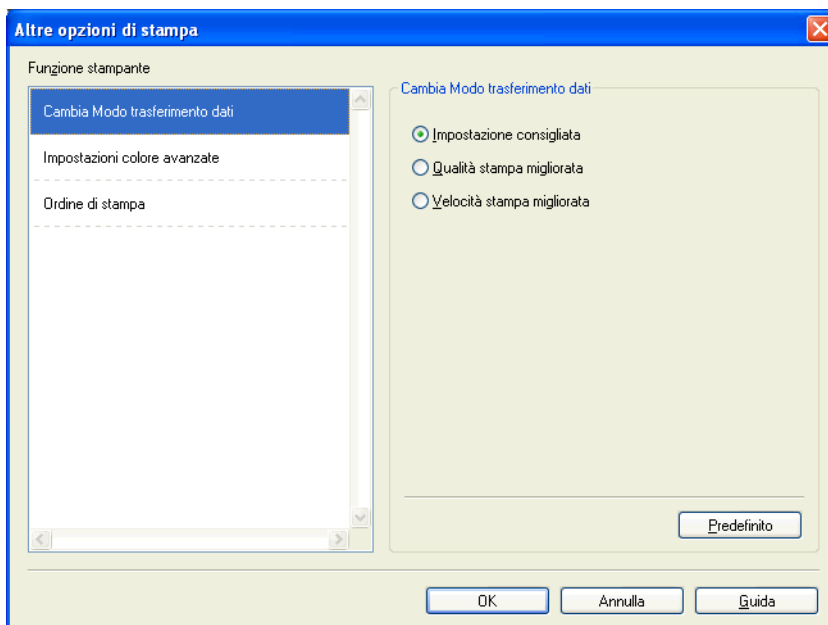 Altre opzioni di stampa
Funzione stampante
Cambia Modo trasferimento dati
Impostazioni colore avanzate
Ordine di stampa
Cambia Modo trasferimento dati
Impostazione consigliata
Qualità stampa migliorata
Velocità stampa migliorata
Predefinito
OK
Annulla
Guida